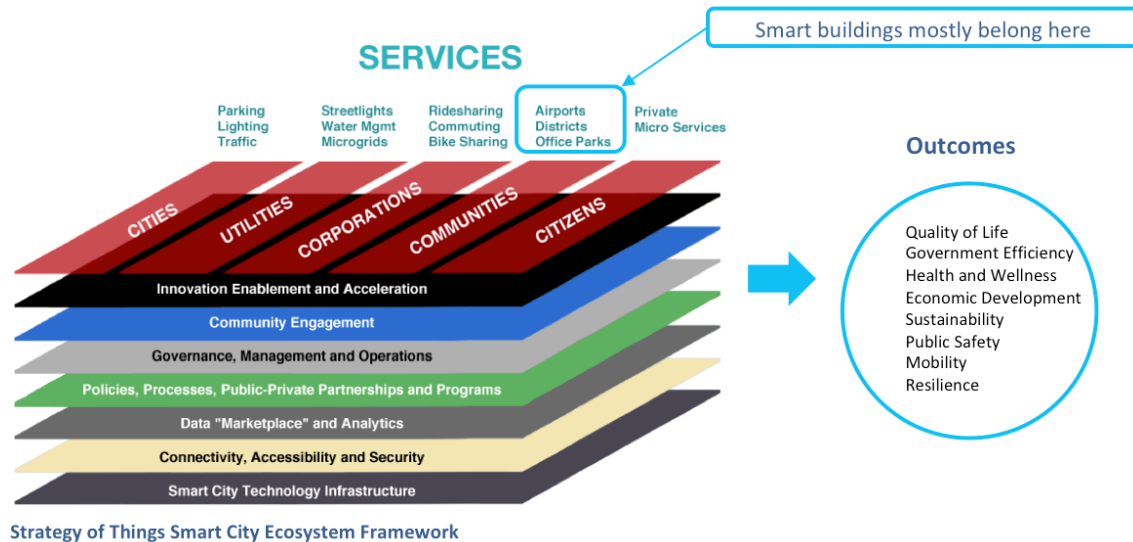 Smart buildings mostly belong here
SERVICES
Parking
Lighting
Traffic
Streetlights
Water Mgmt
Microgrids
Ridesharing
Commuting
Bike Sharing
Airports
Districts
Office Parks
Private
Micro Services
CITIES
UTILITIES
CORPORATIONS
COMMUNITIES
CITIZENS
Innovation Enablement and Acceleration
Community Engagement
Governance, Management and Operations
Policies, Processes, Public-Private Partnerships and Programs
Data "Marketplace" and Analytics
Connectivity, Accessibility and Security
Smart City Technology Infrastructure
Outcomes
Quality of Life
Government Efficiency
Health and Wellness
Economic Development
Sustainability
Public Safety
Mobility
Resilience
Strategy of Things Smart City Ecosystem Framework